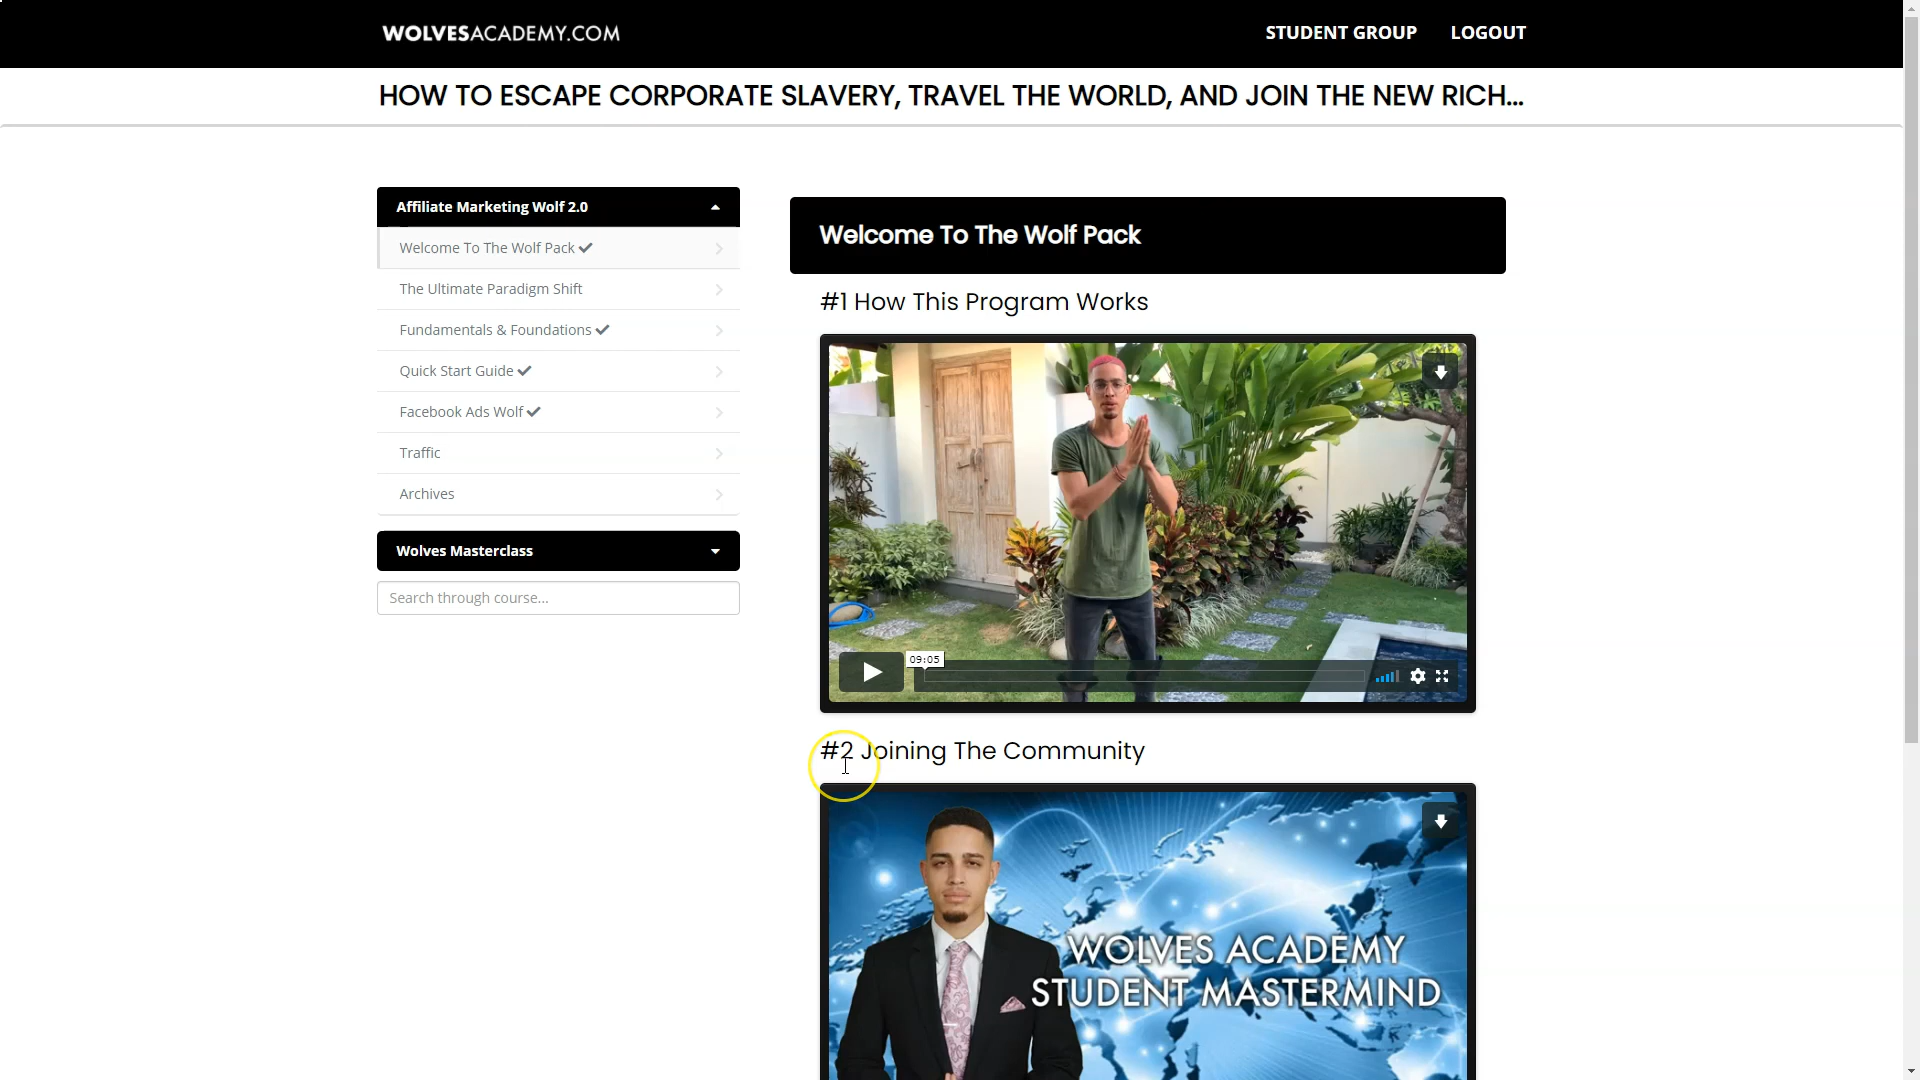 WOLVESACADEMY.COM
STUDENT GROUP
LOGOUT
HOW TO ESCAPE CORPORATE SLAVERY, TRAVEL THE WORLD, AND JOIN THE NEW RICH...
Affiliate Marketing Wolf 2.0
Welcome To The Wolf Pack
The Ultimate Paradigm Shift
Fundamentals & Foundations
Quick Start Guide
Facebook Ads Wolf
Traffic
Archives
Wolves Masterclass
Search through course...
Welcome To The Wolf Pack
#1 How This Program Works
09:05
#2 Joining The Community
WOLVES ACADEMY
STUDENT MASTERMIND